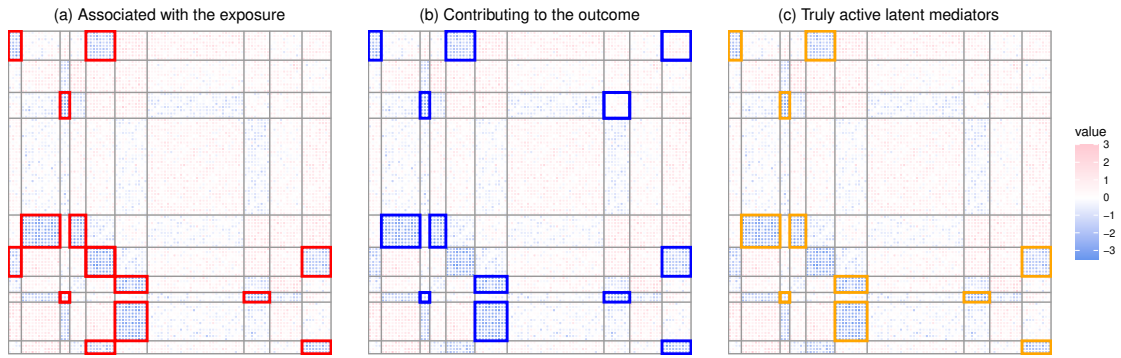 (a) Associated with the exposure
(b) Contributing to the outcome
(c) Truly active latent mediators
value
3
2
1
0
−1
−2
−3